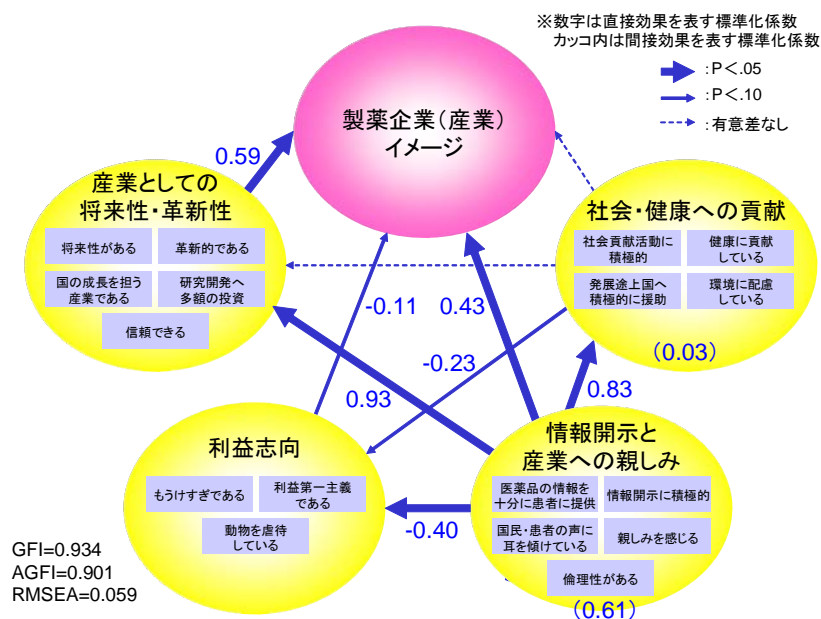 ※数字は直接効果を表す標準化係数
カッコ内は間接効果を表す標準化係数
:P<.05
:P<.10
:有意差なし
製薬企業(産業)
イメージ
0.59
産業としての
将来性・革新性
将来性がある
革新的である
国の成長を担う
産業である
研究開発へ
多額の投資
信頼できる
社会・健康への貢献
社会貢献活動に
積極的
健康に貢献
している
発展途上国へ
積極的に援助
環境に配慮
している
(0.03)
-0.11
0.43
-0.23
0.93
0.83
利益志向
もうけすぎである
利益第一主義
である
動物を虐待
している
-0.40
情報開示と
産業への親しみ
医薬品の情報を
十分に患者に提供
情報開示に積極的
国民・患者の声に
耳を傾けている
親しみを感じる
倫理性がある
(0.61)
GFI=0.934
AGFI=0.901
RMSEA=0.059